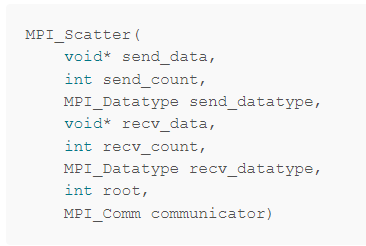 MPI_Scatter(
    void* send_data,
    int send_count,
    MPI_Datatype send_datatype,
    void* recv_data,
    int recv_count,
    MPI_Datatype recv_datatype,
    int root,
    MPI_Comm communicator)